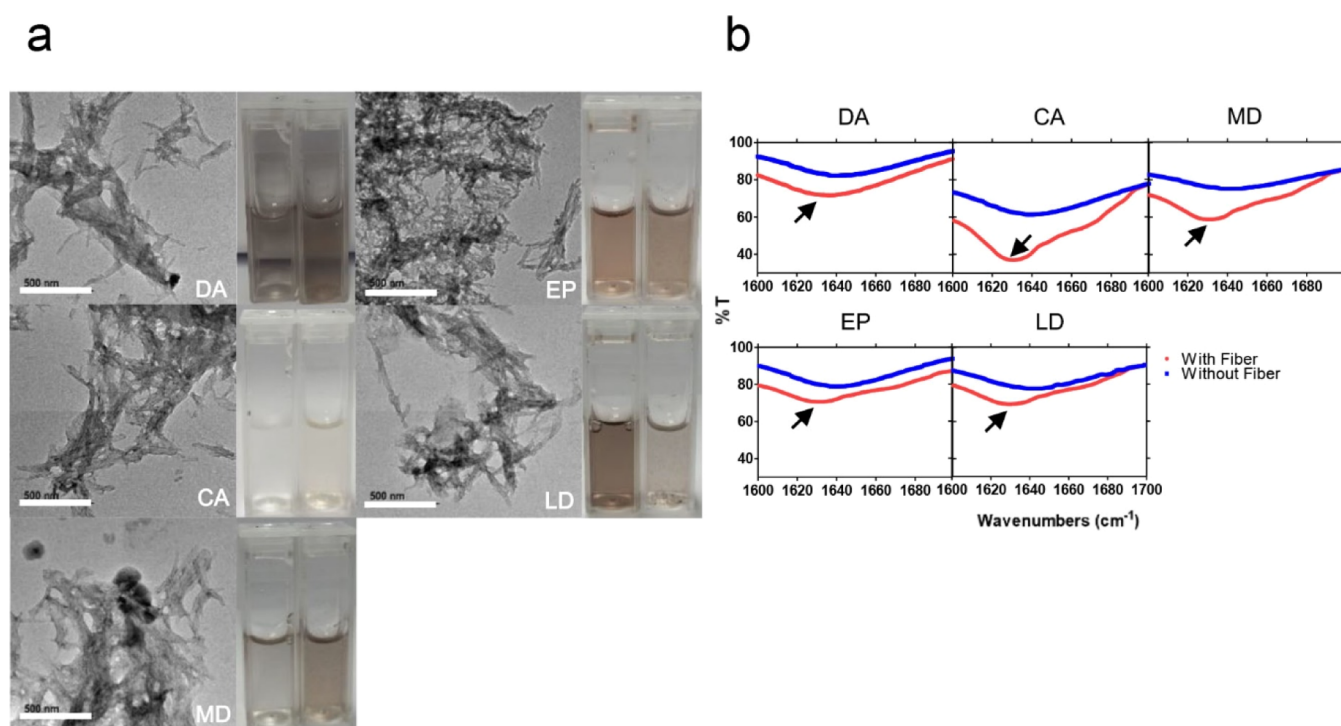 a
b
500 nm
DA
500 nm
EP
500 nm
CA
500 nm
LD
500 nm
MD
DA
CA
MD
100
80
60
40
1600 1620 1640 1660 1680 1600 1620 1640 1660 1680 1600 1620 1640 1660 1680
% T
EP
LD
100
80
60
40
1600 1620 1640 1660 1680 1600 1620 1640 1660 1680 1700
Wavenumbers (cm⁻¹)
With Fiber
Without Fiber